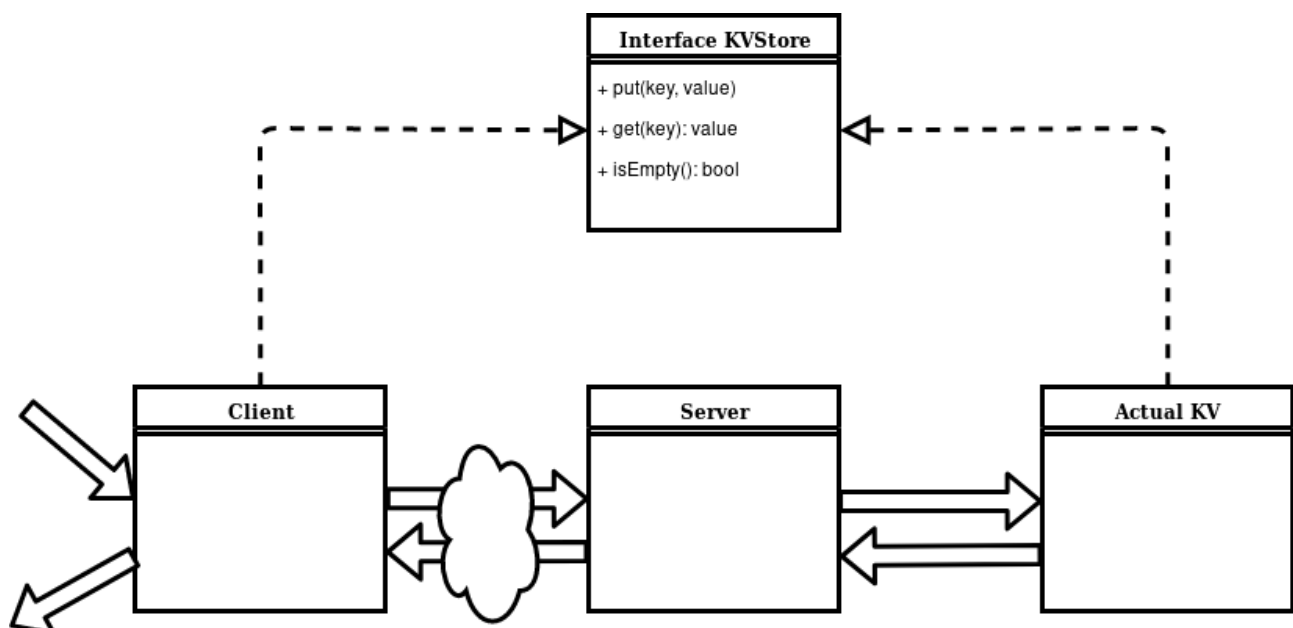 Interface KVStore
+ put(key, value)
+ get(key): value
+ isEmpty(): bool
Client
Server
Actual KV